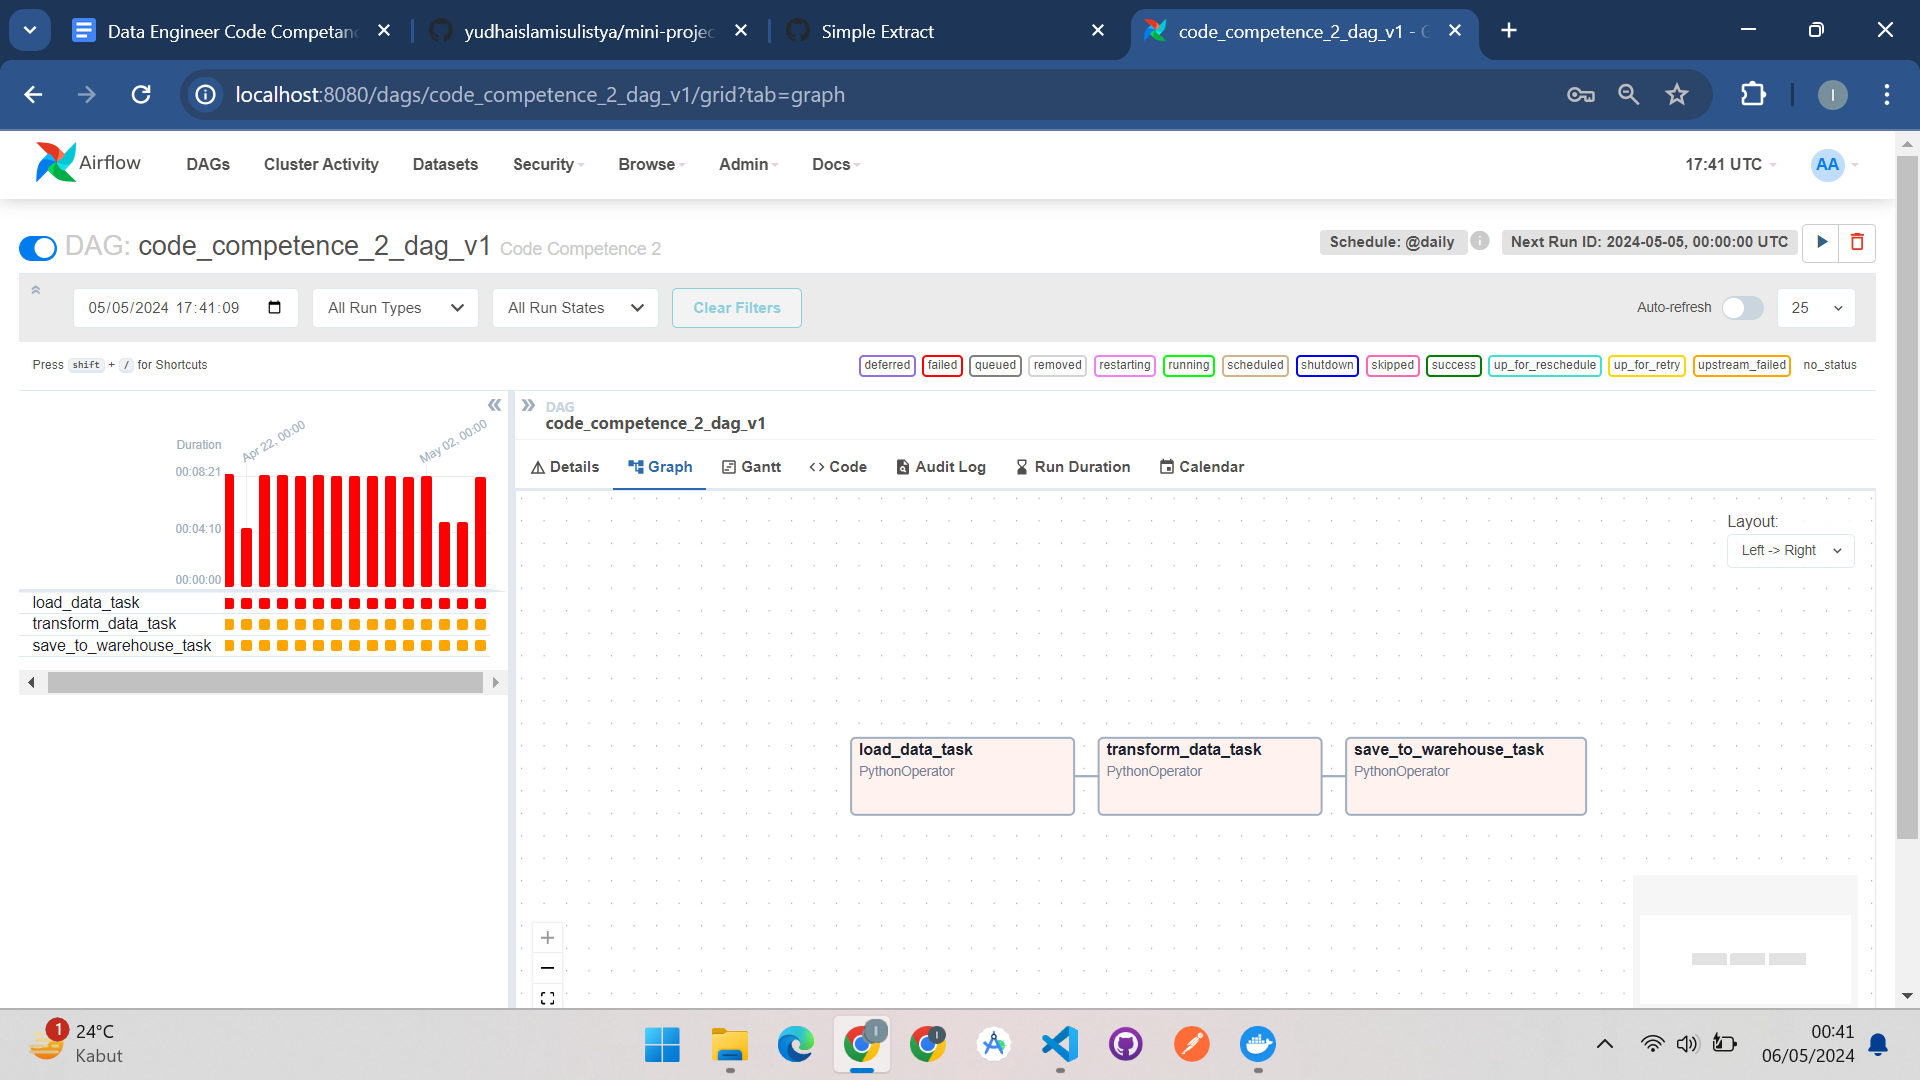 Data Engineer Code Competan
yudhaislamisulistya/mini-projec
Simple Extract
code_competence_2_dag_v1 -
localhost:8080/dags/code_competence_2_dag_v1/grid?tab=graph
I
Airflow
DAGs
Cluster Activity
Datasets
Security
Browse
Admin
Docs
17:41 UTC
AA
DAG: code_competence_2_dag_v1 Code Competence 2
Schedule: @daily
Next Run ID: 2024-05-05, 00:00:00 UTC
05/05/2024 17:41:09
All Run Types
All Run States
Clear Filters
Auto-refresh
25
Press shift + / for Shortcuts
deferred
failed
queued
removed
restarting
running
scheduled
shutdown
skipped
success
up_for_reschedule
up_for_retry
upstream_failed
no_status
Duration
Apr 22, 00:00
May 02, 00:00
00:08:21
00:04:10
00:00:00
load_data_task
transform_data_task
save_to_warehouse_task
DAG
code_competence_2_dag_v1
Details
Graph
Gantt
Code
Audit Log
Run Duration
Calendar
Layout:
Left -> Right
load_data_task
PythonOperator
transform_data_task
PythonOperator
save_to_warehouse_task
PythonOperator
1
24°C
Kabut
00:41
06/05/2024